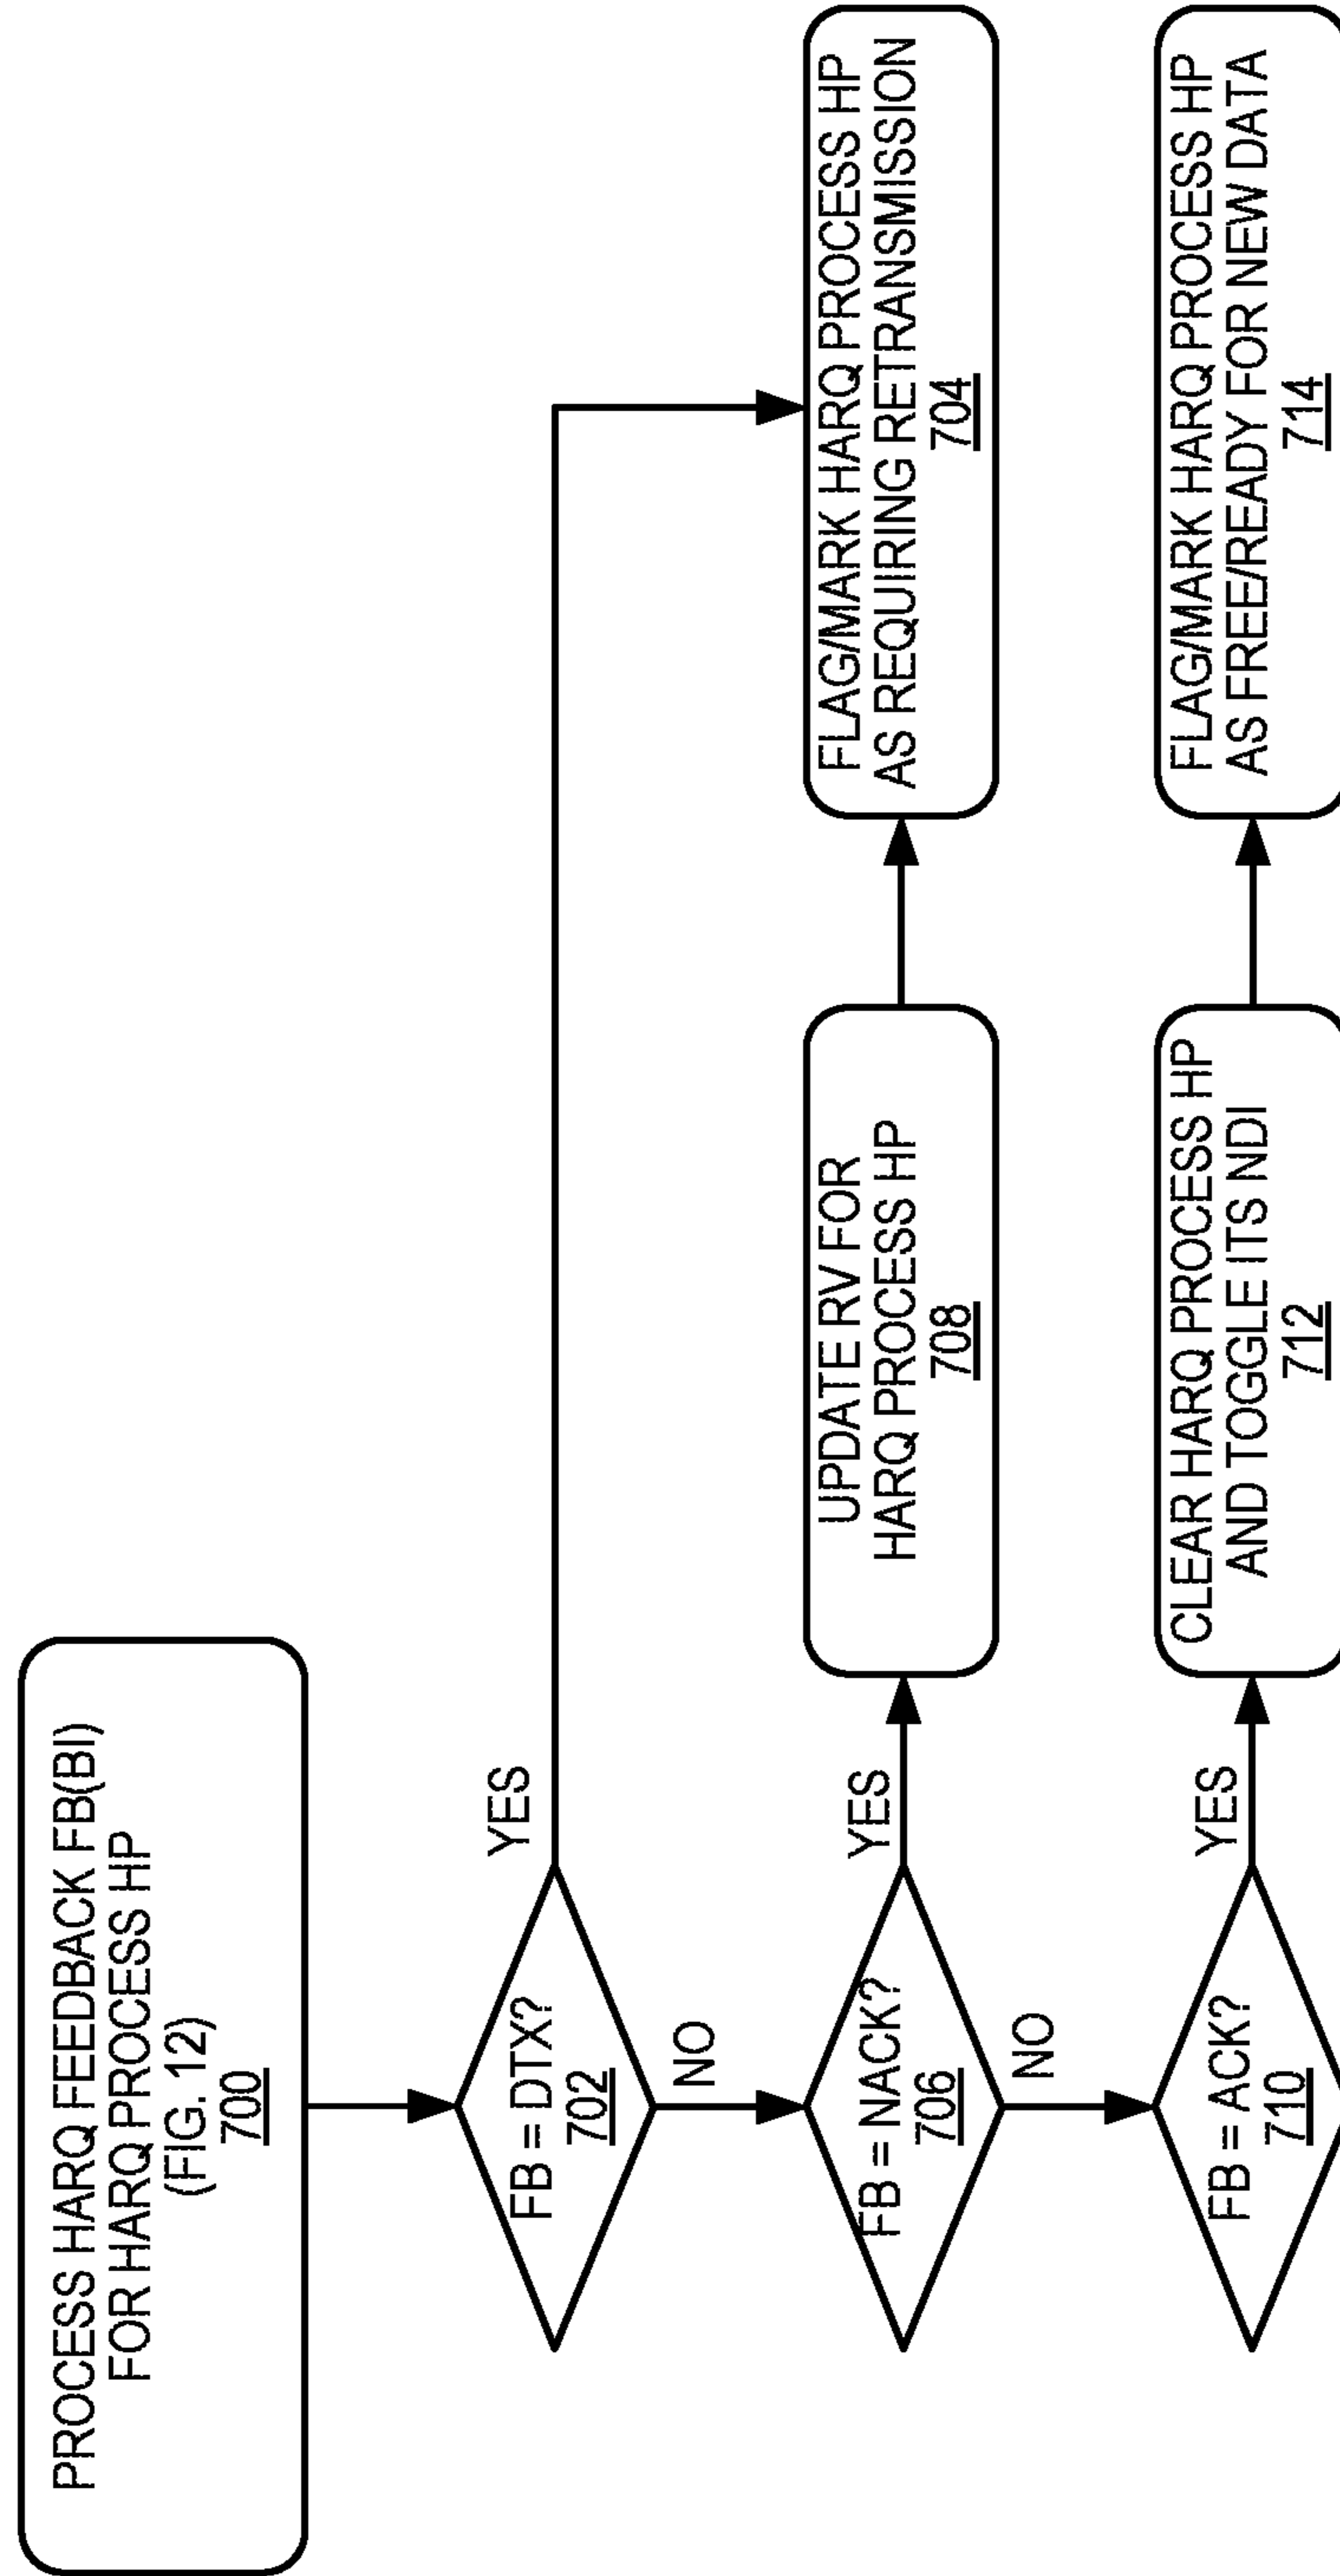 PROCESS HARQ FEEDBACK FB(BI)
FOR HARQ PROCESS HP
(FIG. 12)
700
FB = DTX?
702
YES
NO
FB = NACK?
706
YES
UPDATE RV FOR
HARQ PROCESS HP
708
FLAG/MARK HARQ PROCESS HP
AS REQUIRING RETRANSMISSION
704
NO
FB = ACK?
710
YES
CLEAR HARQ PROCESS HP
AND TOGGLE ITS NDI
712
FLAG/MARK HARQ PROCESS HP
AS FREE/READY FOR NEW DATA
714